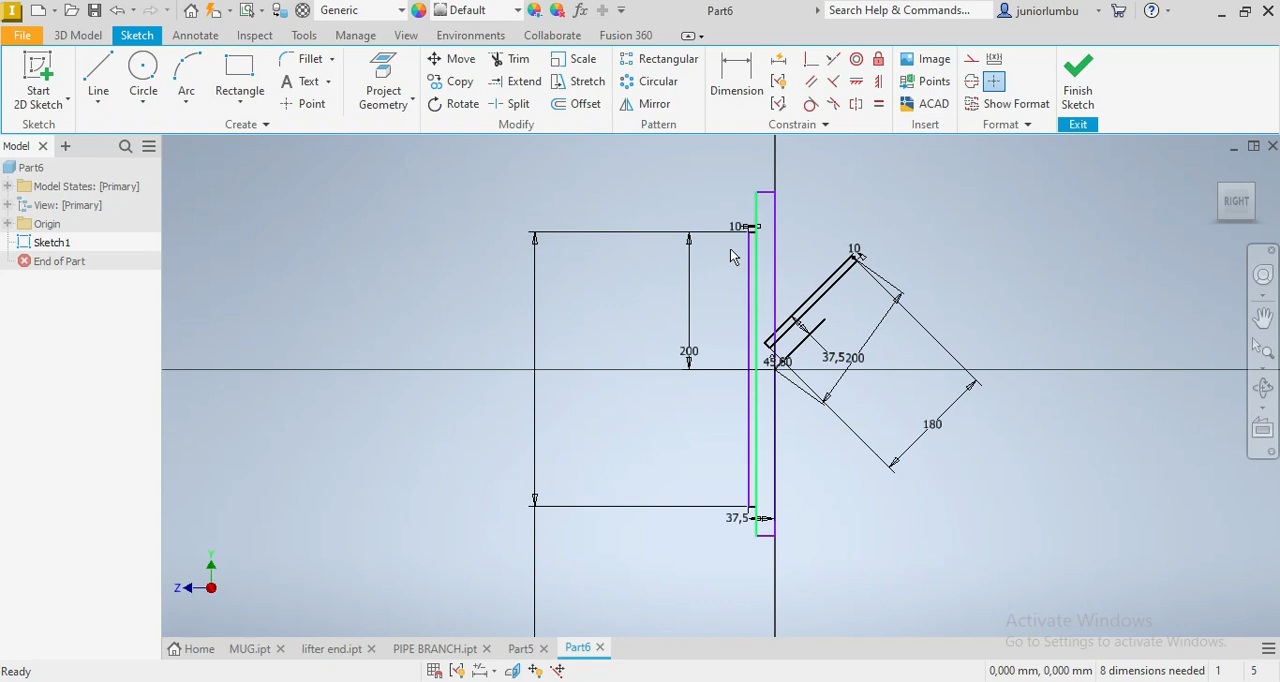 Generic
Default
Part6
Search Help & Commands...
juniorlumbu
File
3D Model
Sketch
Annotate
Inspect
Tools
Manage
View
Environments
Collaborate
Fusion 360
Start
2D Sketch
Line
Circle
Arc
Rectangle
Fillet
Text
Point
Project
Geometry
Move
Copy
Rotate
Trim
Extend
Split
Scale
Stretch
Offset
Rectangular
Circular
Mirror
Dimension
Image
Points
ACAD
Show Format
Finish
Sketch
Sketch
Create
Modify
Pattern
Constrain
Insert
Format
Exit
Model
Part6
Model States: [Primary]
View: [Primary]
Origin
Sketch1
End of Part
RIGHT
10
10
200
37,5
200
180
37,5
Y
Z
Activate Windows
Go to Settings to activate Windows.
Home
MUG.ipt
lifter end.ipt
PIPE BRANCH.ipt
Part5
Part6
Ready
0,000 mm, 0,000 mm
8 dimensions needed
1
5